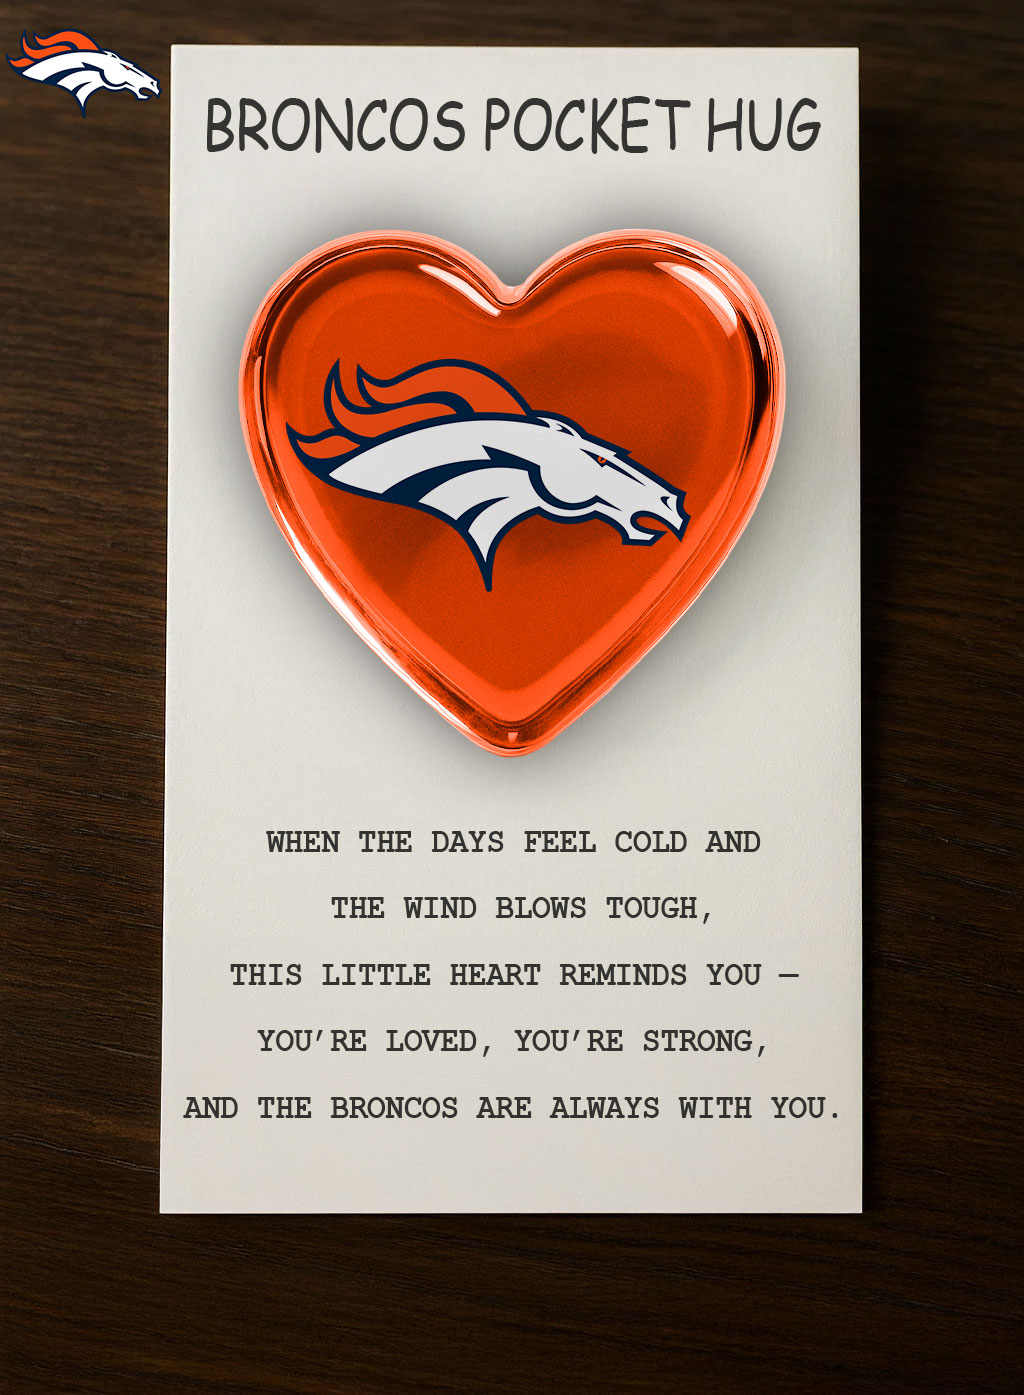 BRONCOS POCKET HUG
WHEN THE DAYS FEEL COLD AND
THE WIND BLOWS TOUGH,
THIS LITTLE HEART REMINDS YOU —
YOU’RE LOVED, YOU’RE STRONG,
AND THE BRONCOS ARE ALWAYS WITH YOU.